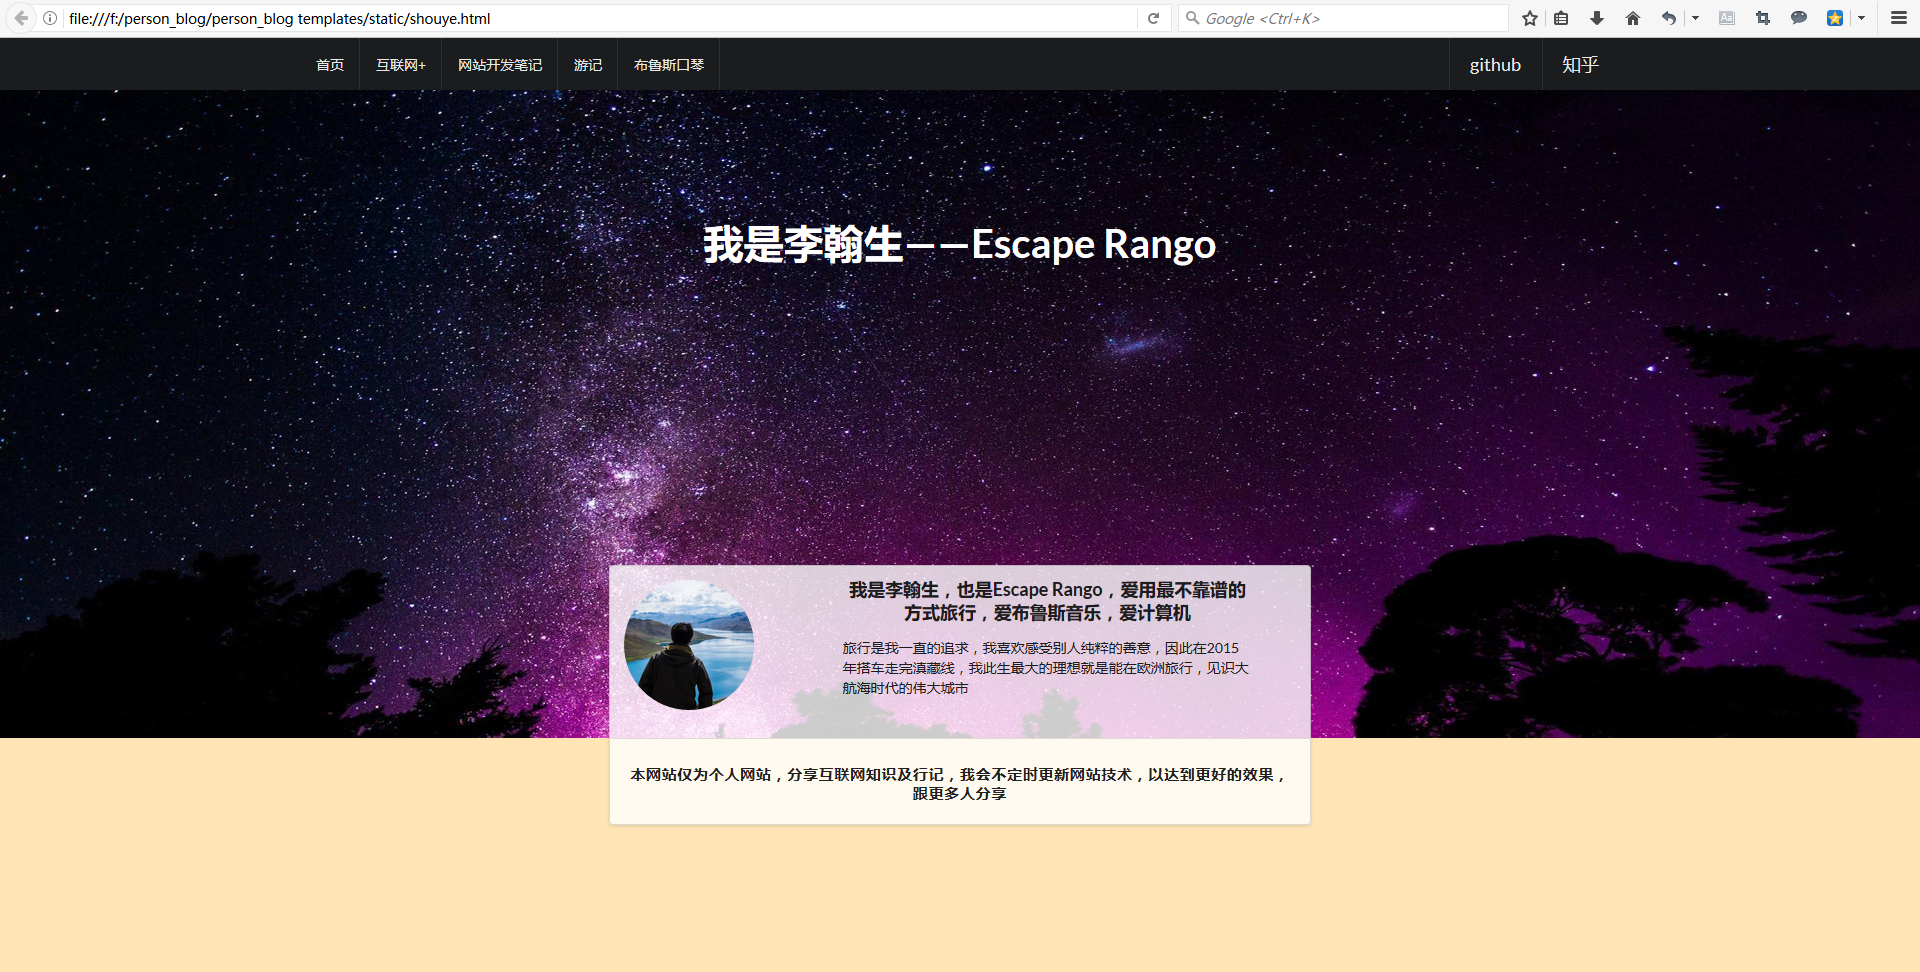 file:///f:/person_blog/person_blog templates/static/shouye.html
Google <Ctrl+K>
首页 互联网+ 网站开发笔记 游记 布鲁斯口琴 github 知乎
我是李翰生——Escape Rango
我是李翰生，也是Escape Rango，爱用最不靠谱的
方式旅行，爱布鲁斯音乐，爱计算机
旅行是我一直的追求，我喜欢感受别人纯粹的善意，因此在2015
年搭车走完滇藏线，我此生最大的理想就是能在欧洲旅行，见识大
航海时代的伟大城市
本网站仅为个人网站，分享互联网知识及行记，我会不定时更新网站技术，以达到更好的效果，
跟更多人分享